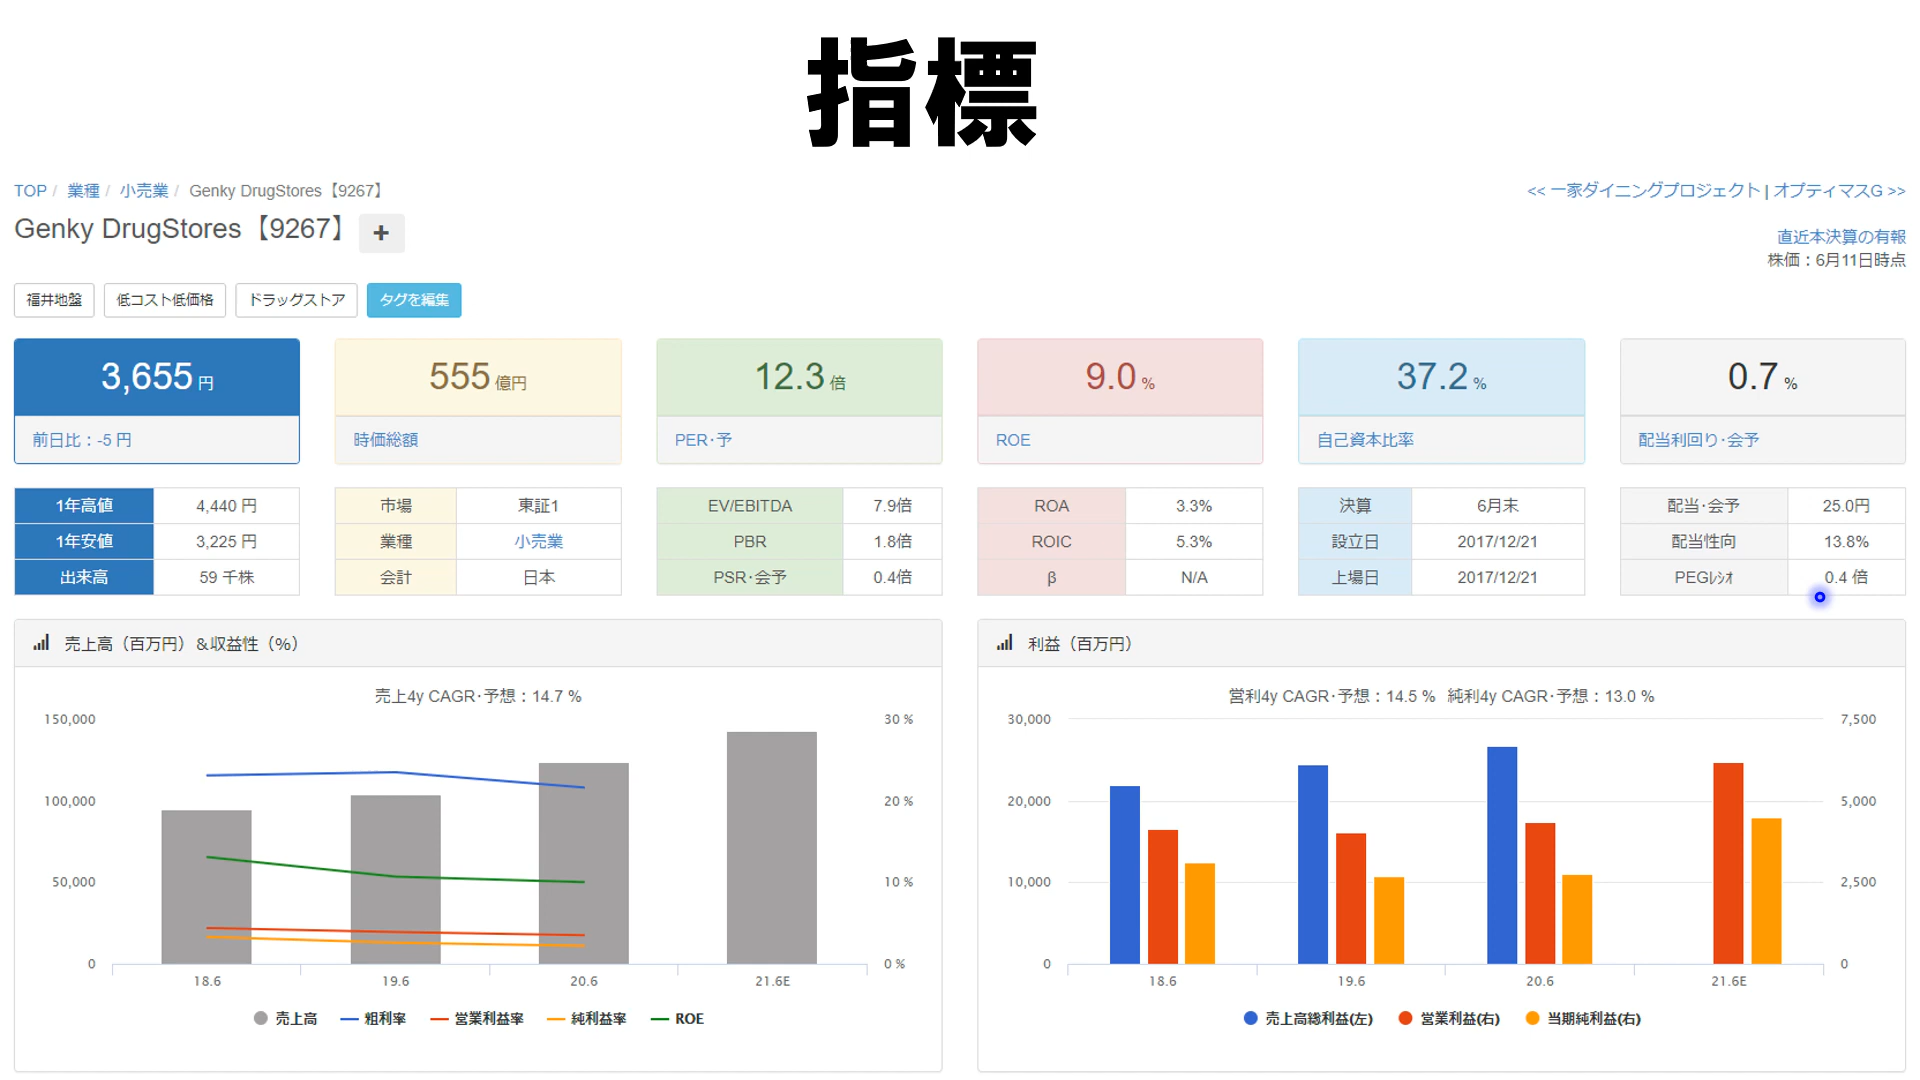 指標
TOP / 業種 / 小売業 / Genky DrugStores【9267】
<< 一家ダイニングプロジェクト | オプティマスG >>
Genky DrugStores【9267】 +
直近本決算の有報
株価：6月11日時点
福井地盤 低コスト低価格 ドラッグストア タグを編集
3,655 円
前日比：-5 円
555 億円
時価総額
12.3 倍
PER･予
9.0 %
ROE
37.2 %
自己資本比率
0.7 %
配当利回り･会予
1年高値 4,440 円
1年安値 3,225 円
出来高 59 千株
市場 東証1
業種 小売業
会計 日本
EV/EBITDA 7.9倍
PBR 1.8倍
PSR･会予 0.4倍
ROA 3.3%
ROIC 5.3%
β N/A
決算 6月末
設立日 2017/12/21
上場日 2017/12/21
配当･会予 25.0円
配当性向 13.8%
PEGﾚｼｵ 0.4 倍
売上高（百万円）＆収益性（%）
売上4y CAGR･予想：14.7 %
150,000
100,000
50,000
0
30 %
20 %
10 %
0 %
18.6 19.6 20.6 21.6E
売上高 粗利率 営業利益率 純利益率 ROE
利益（百万円）
営利4y CAGR･予想：14.5 % 純利4y CAGR･予想：13.0 %
30,000
20,000
10,000
0
7,500
5,000
2,500
0
18.6 19.6 20.6 21.6E
売上高総利益(左) 営業利益(右) 当期純利益(右)